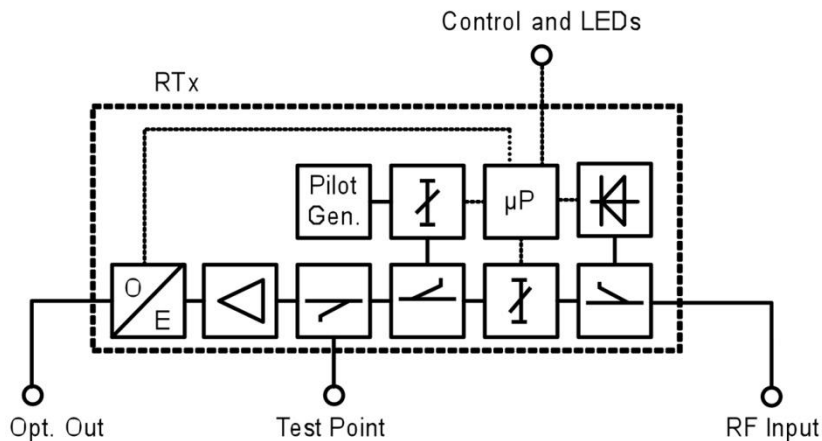 Control and LEDs
RTx
Pilot
Gen.
µP
O
E
Opt. Out
Test Point
RF Input